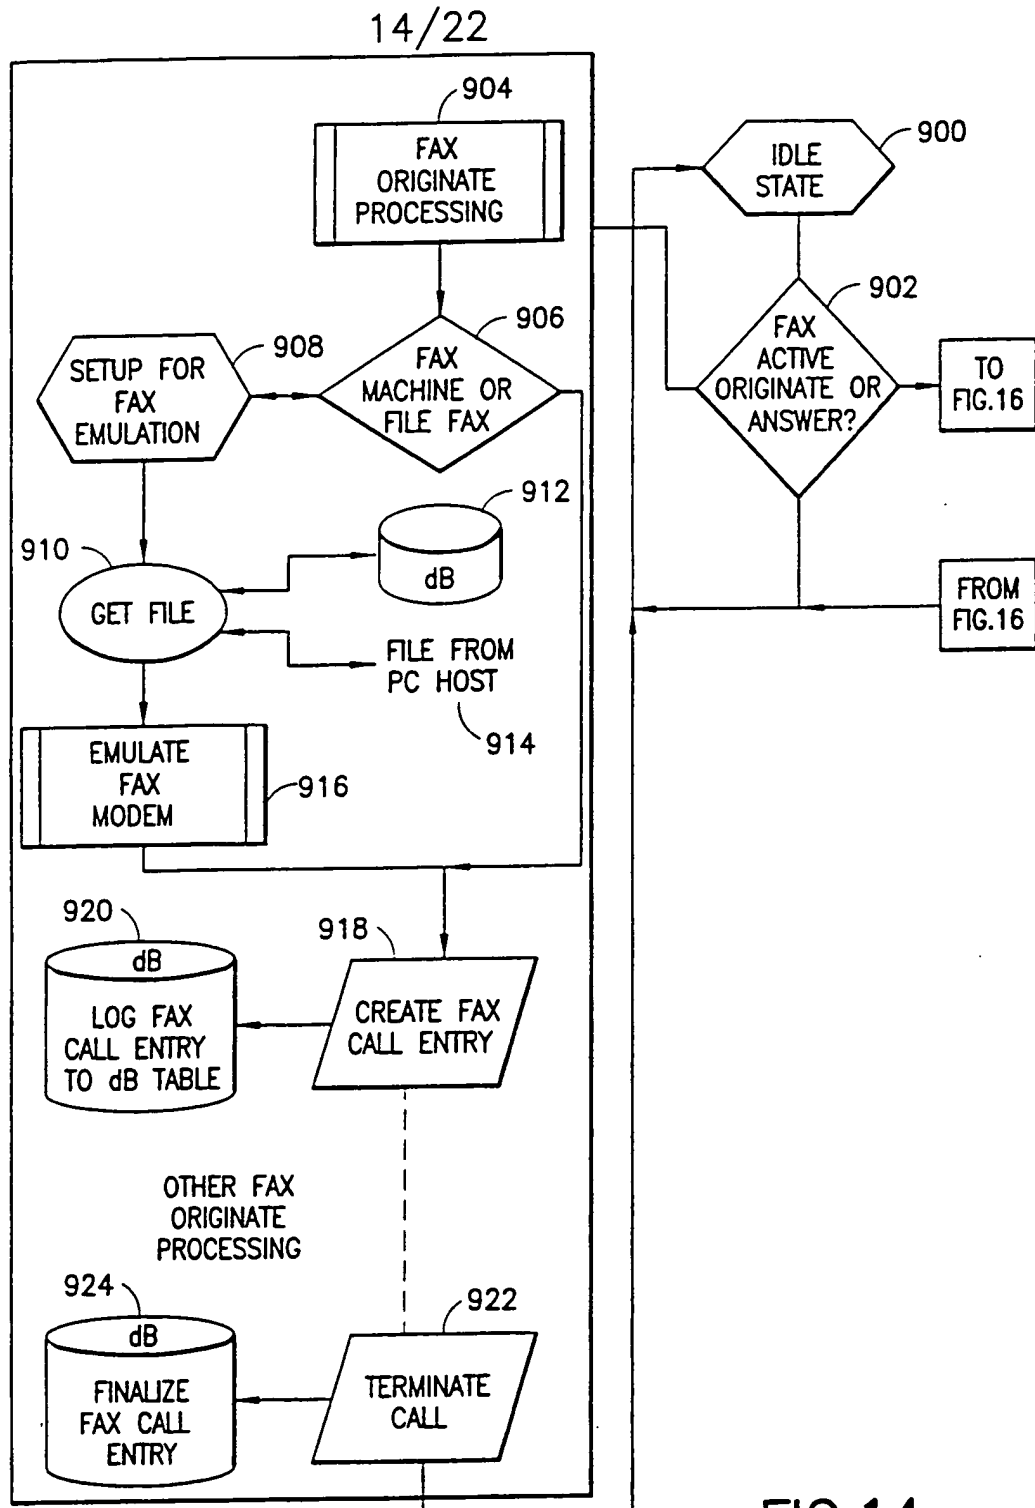 14/22
904
FAX
ORIGINATE
PROCESSING
900
IDLE
STATE
902
FAX
ACTIVE
ORIGINATE OR
ANSWER?
TO
FIG.16
906
FAX
MACHINE OR
FILE FAX
908
SETUP FOR
FAX
EMULATION
912
dB
910
GET FILE
FILE FROM
PC HOST
914
FROM
FIG.16
EMULATE
FAX
MODEM
916
920
dB
LOG FAX
CALL ENTRY
TO dB TABLE
918
CREATE FAX
CALL ENTRY
OTHER FAX
ORIGINATE
PROCESSING
924
dB
FINALIZE
FAX CALL
ENTRY
922
TERMINATE
CALL
FIG.14